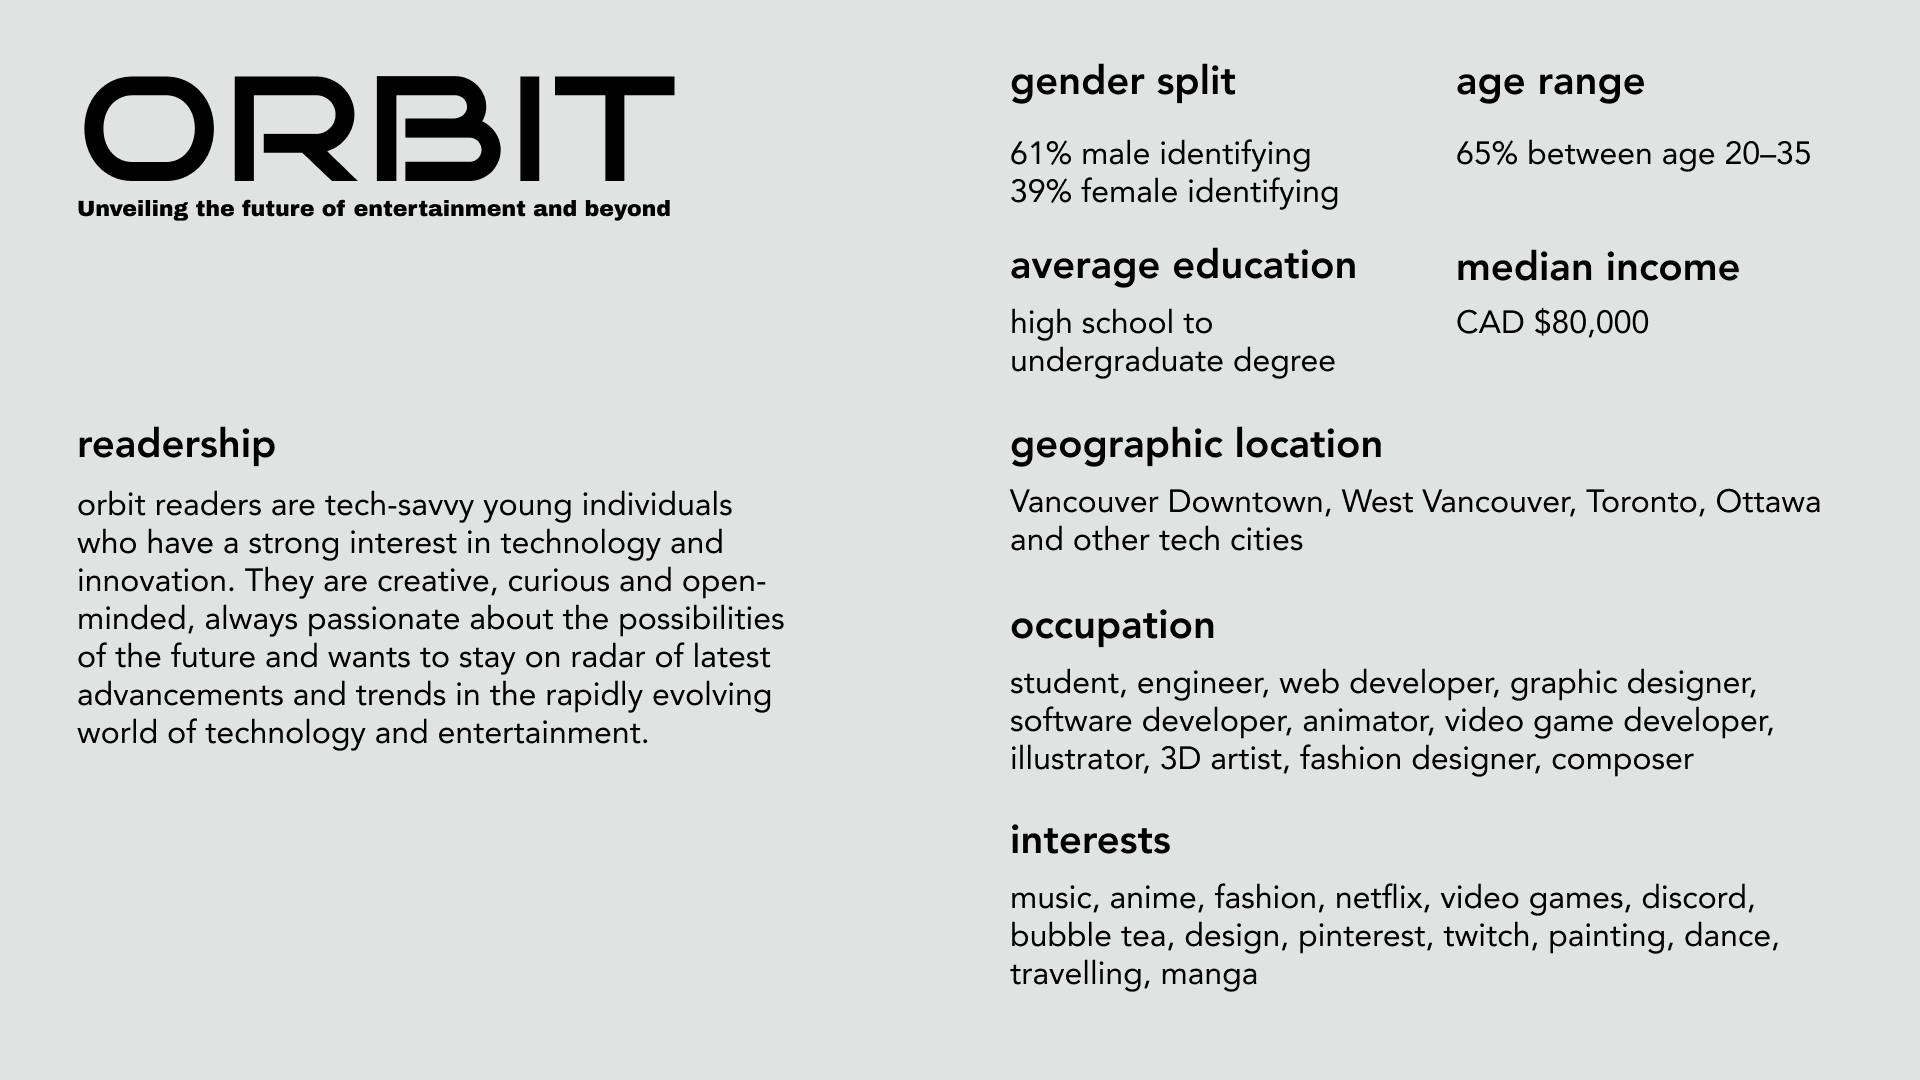 ORBIT
Unveiling the future of entertainment and beyond
readership
orbit readers are tech-savvy young individuals
who have a strong interest in technology and
innovation. They are creative, curious and open-
minded, always passionate about the possibilities
of the future and wants to stay on radar of latest
advancements and trends in the rapidly evolving
world of technology and entertainment.
gender split
61% male identifying
39% female identifying
age range
65% between age 20–35
average education
high school to
undergraduate degree
median income
CAD $80,000
geographic location
Vancouver Downtown, West Vancouver, Toronto, Ottawa
and other tech cities
occupation
student, engineer, web developer, graphic designer,
software developer, animator, video game developer,
illustrator, 3D artist, fashion designer, composer
interests
music, anime, fashion, netflix, video games, discord,
bubble tea, design, pinterest, twitch, painting, dance,
travelling, manga